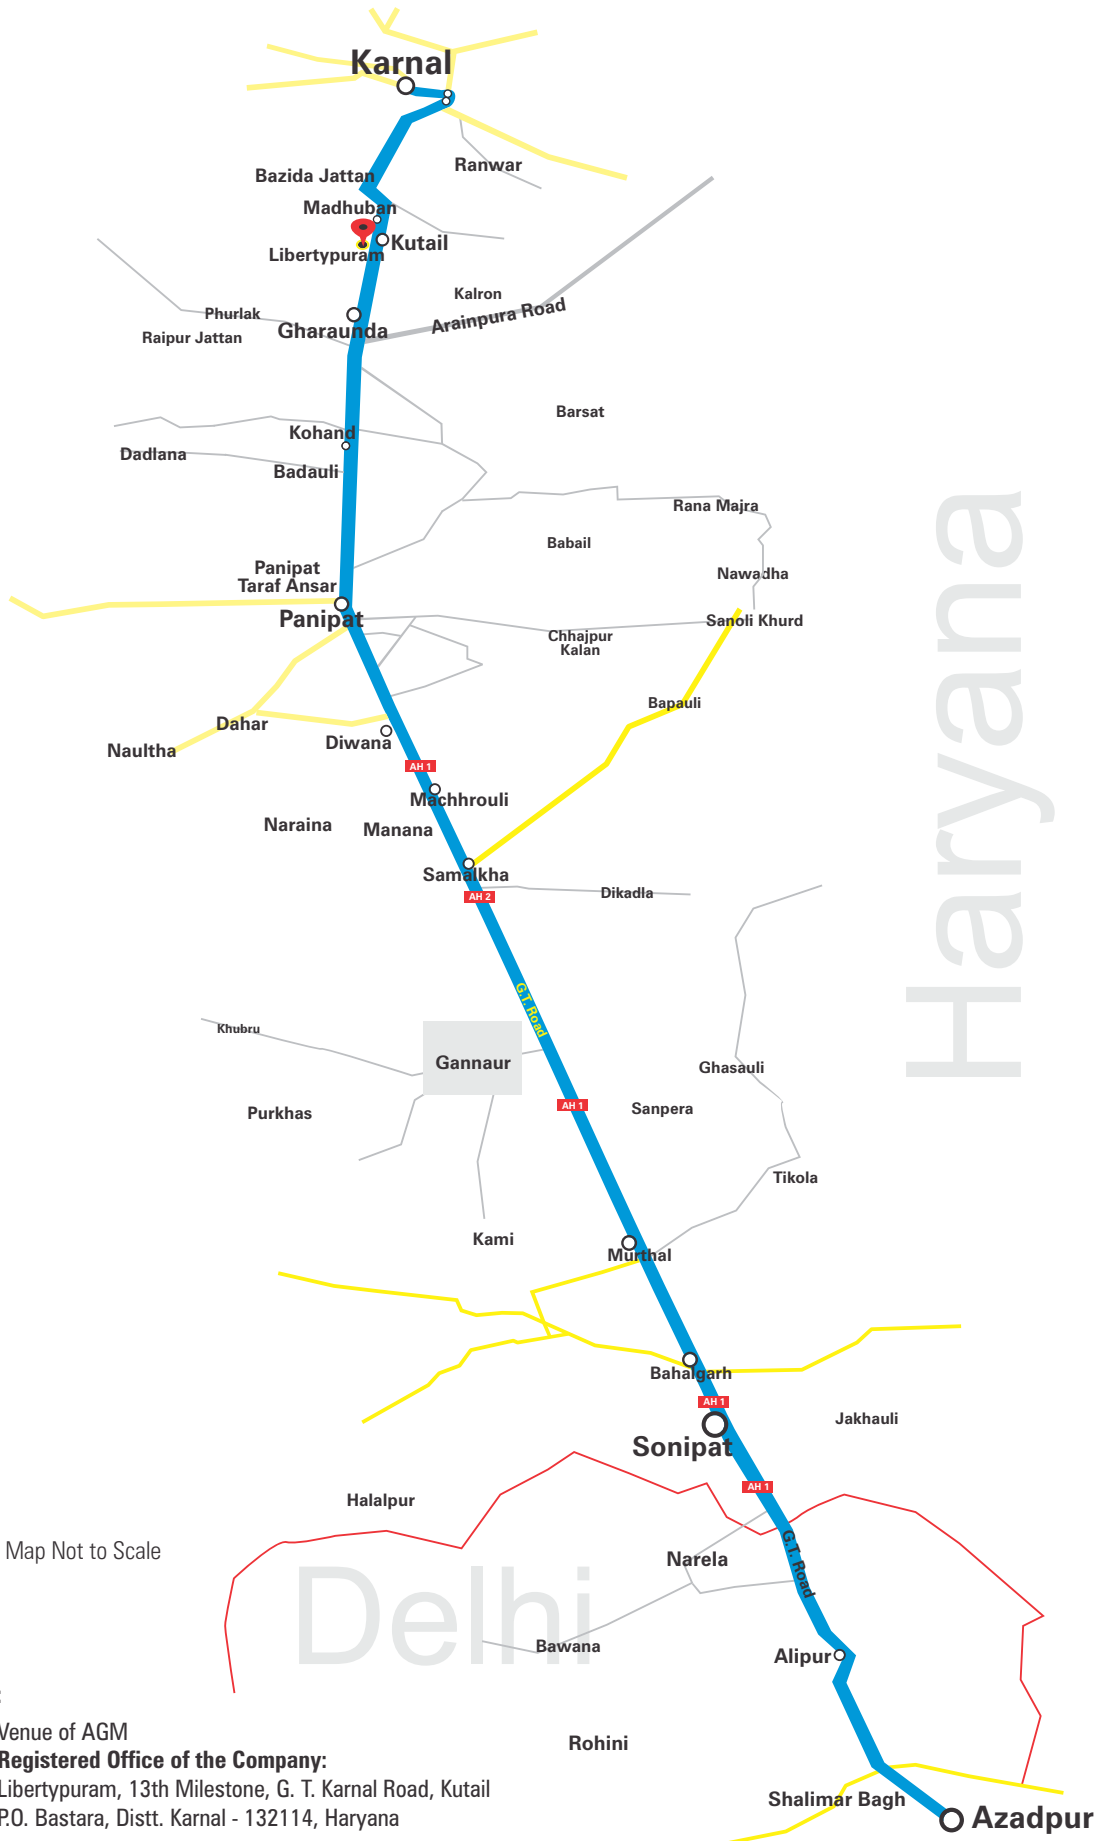 Karnal
Ranwar
Bazida Jattan
Madhuban
Kutail
Libertypuram
Kalron
Arainpura Road
Phurlak
Gharaunda
Raipur Jattan
Barsat
Kohand
Dadlana
Badauli
Rana Majra
Babail
Panipat
Taraf Ansar
Nawadha
Panipat
Sanoli Khurd
Chhajpur
Kalan
Bapauli
Dahar
Diwana
Naultha
AH 1
Machhrouli
Naraina
Manana
Samalkha
Dikadla
AH 2
Haryana
G.T. Road
Khubru
Gannaur
Ghasauli
AH 1
Sanpera
Purkhas
Tikola
Kami
Murthal
Bahalgarh
AH 1
Jakhauli
Sonipat
AH 1
Halalpur
Map Not to Scale
G.T. Road
Narela
Delhi
Bawana
Alipur
:
Venue of AGM
Rohini
Registered Office of the Company:
Libertypuram, 13th Milestone, G. T. Karnal Road, Kutail
P.O. Bastara, Distt. Karnal - 132114, Haryana
Shalimar Bagh
Azadpur